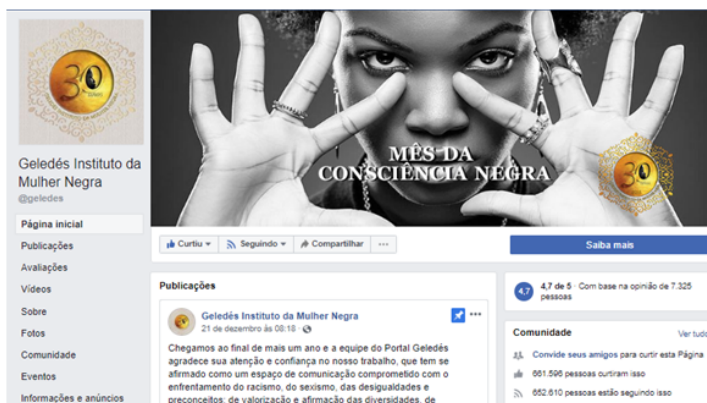 30
Geledés Instituto da
Mulher Negra
@geledes
Página inicial
Publicações
Avaliações
Vídeos
Sobre
Fotos
Comunidade
Eventos
Informações e anúncios
MÊS DA
CONSCIÊNCIA NEGRA
30
Curtiu Seguindo Compartilhar ...
Saiba mais
Publicações
Geledés Instituto da Mulher Negra
21 de dezembro às 08:18 ·
Chegamos ao final de mais um ano e a equipe do Portal Geledés
agradece sua atenção e confiança no nosso trabalho, que tem se
afirmado como um espaço de comunicação comprometido com o
enfrentamento do racismo, do sexismo, das desigualdades e
preconceitos; de valorização e afirmação das diversidades, de
4,7
4,7 de 5 · Com base na opinião de 7.325
pessoas
Comunidade
Ver tudo
Convide seus amigos para curtir esta Página
661.596 pessoas curtiram isso
652.610 pessoas estão seguindo isso